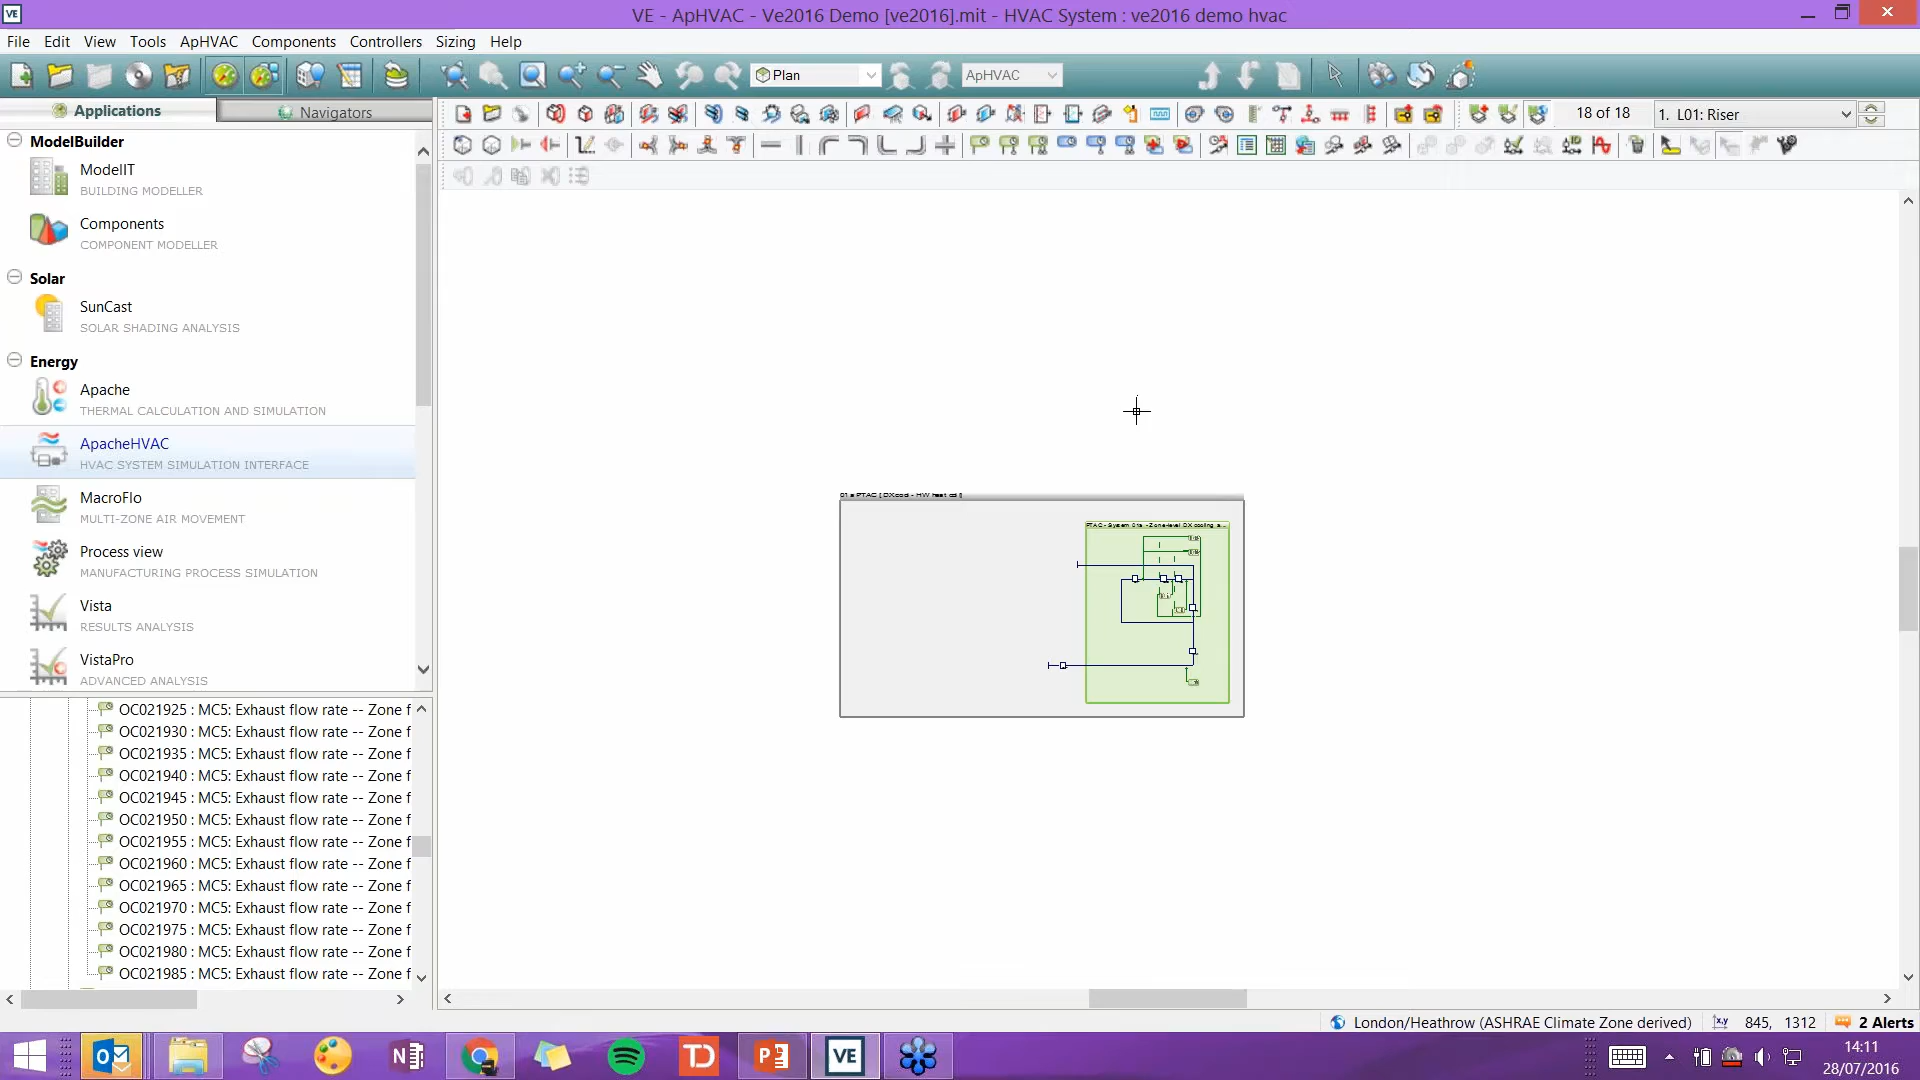 VE - ApHVAC - Ve2016 Demo [ve2016].mit - HVAC System : ve2016 demo hvac
File Edit View Tools ApHVAC Components Controllers Sizing Help
Plan
ApHVAC
Applications
Navigators
18 of 18
1. L01: Riser
ModelBuilder
ModelIT
BUILDING MODELLER
Components
COMPONENT MODELLER
Solar
SunCast
SOLAR SHADING ANALYSIS
Energy
Apache
THERMAL CALCULATION AND SIMULATION
ApacheHVAC
HVAC SYSTEM SIMULATION INTERFACE
MacroFlo
MULTI-ZONE AIR MOVEMENT
Process view
MANUFACTURING PROCESS SIMULATION
Vista
RESULTS ANALYSIS
VistaPro
ADVANCED ANALYSIS
OC021925 : MC5: Exhaust flow rate -- Zone f
OC021930 : MC5: Exhaust flow rate -- Zone f
OC021935 : MC5: Exhaust flow rate -- Zone f
OC021940 : MC5: Exhaust flow rate -- Zone f
OC021945 : MC5: Exhaust flow rate -- Zone f
OC021950 : MC5: Exhaust flow rate -- Zone f
OC021955 : MC5: Exhaust flow rate -- Zone f
OC021960 : MC5: Exhaust flow rate -- Zone f
OC021965 : MC5: Exhaust flow rate -- Zone f
OC021970 : MC5: Exhaust flow rate -- Zone f
OC021975 : MC5: Exhaust flow rate -- Zone f
OC021980 : MC5: Exhaust flow rate -- Zone f
OC021985 : MC5: Exhaust flow rate -- Zone f
PTAC - System 01a - Zone-level DX cooling a...
London/Heathrow (ASHRAE Climate Zone derived)
845, 1312
2 Alerts
VE
14:11
28/07/2016